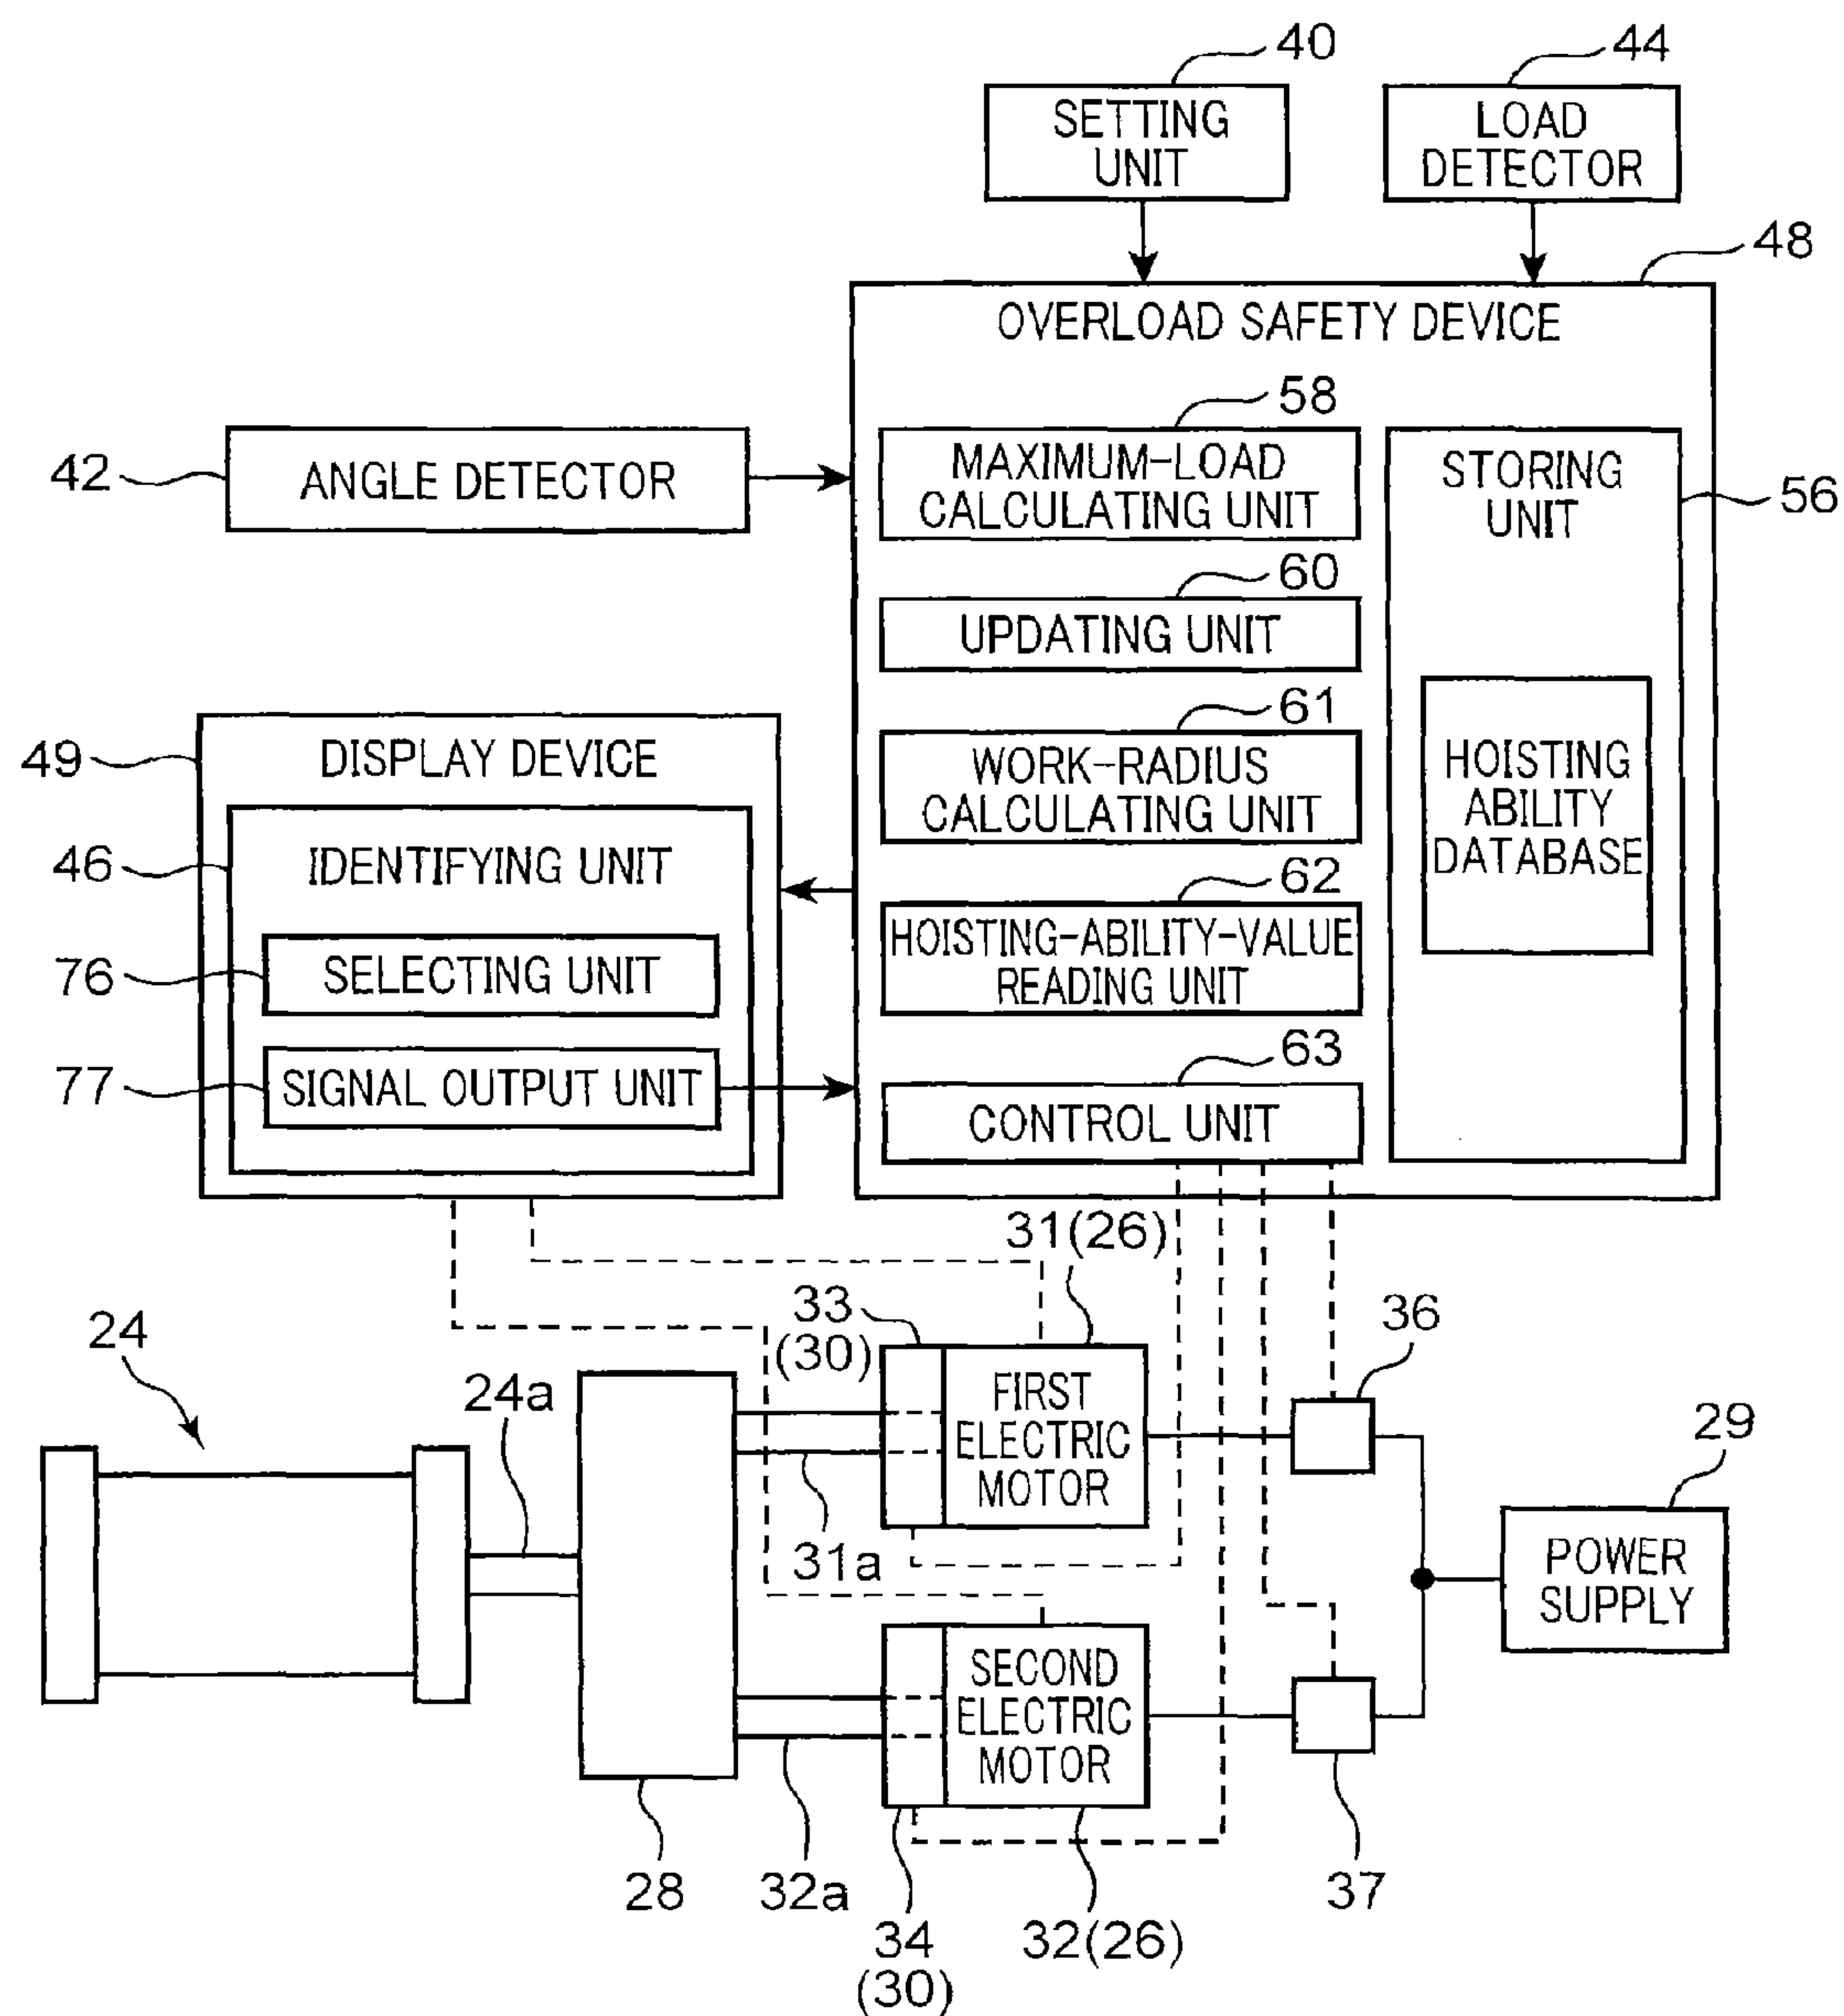 40
44
SETTING
UNIT
LOAD
DETECTOR
48
OVERLOAD SAFETY DEVICE
58
42
ANGLE DETECTOR
MAXIMUM-LOAD
CALCULATING UNIT
STORING
UNIT
56
60
UPDATING UNIT
61
49
DISPLAY DEVICE
WORK-RADIUS
CALCULATING UNIT
HOISTING
ABILITY
DATABASE
46
IDENTIFYING UNIT
62
HOISTING-ABILITY-VALUE
READING UNIT
76
SELECTING UNIT
63
77
SIGNAL OUTPUT UNIT
CONTROL UNIT
31(26)
33
(30)
36
24
24a
FIRST
ELECTRIC
MOTOR
29
31a
POWER
SUPPLY
SECOND
ELECTRIC
MOTOR
28
32a
34
(30)
32(26)
37